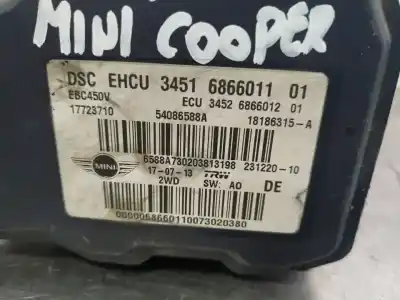 MINI COOPER
DSC EHCU 3451 6866011 01
EBC450V ECU 3452 6866012 01
17723710 54086588A 18186315-A
6588A730203813198 231220-10
MINI 17-07-13 TRW
2WD SW: A0 DE